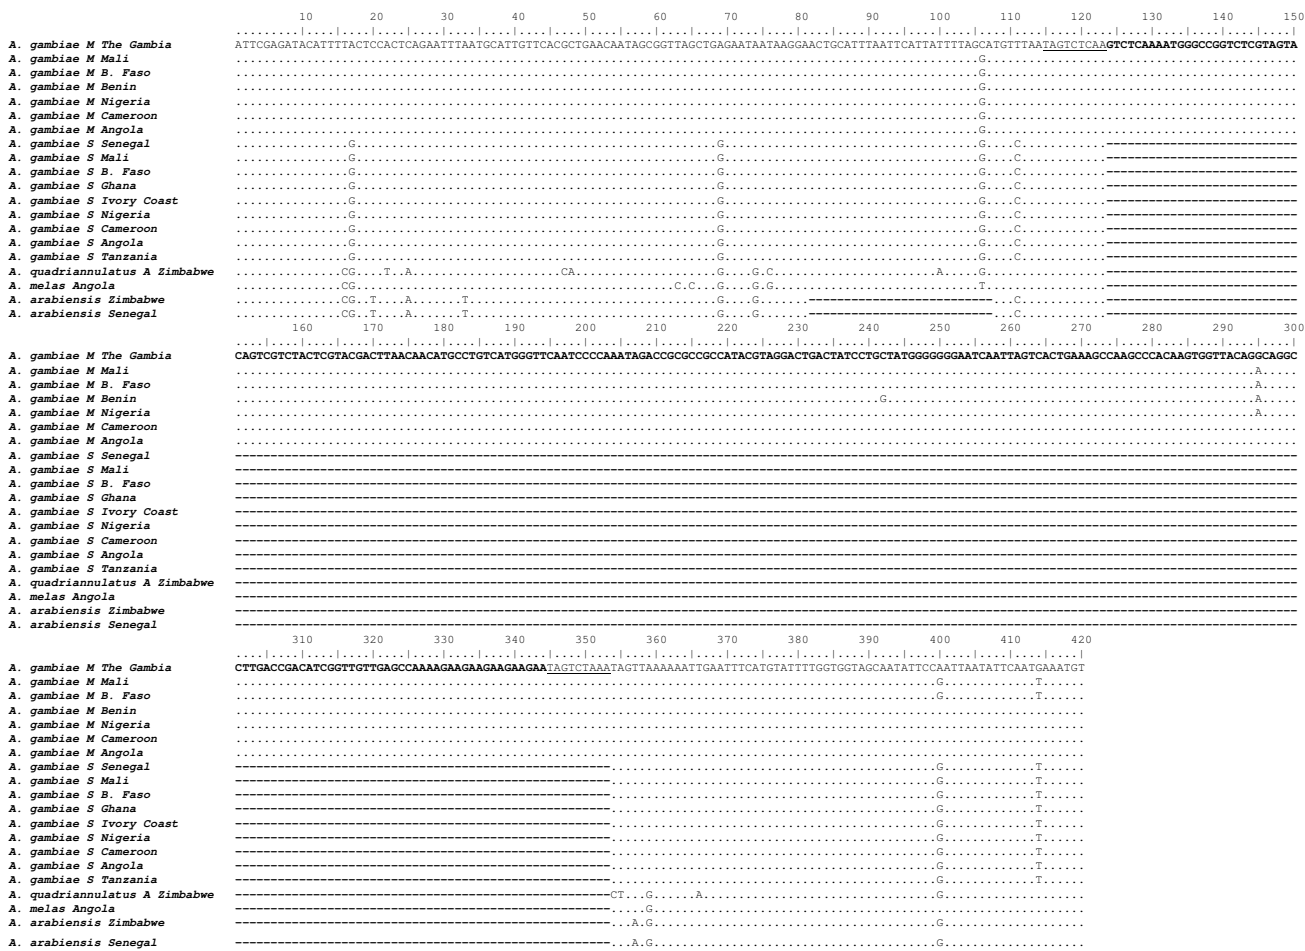 10 20 30 40 50 60 70 80 90 100 110 120 130 140 150
A. gambiae M The Gambia ATTCGAGATACATTTTACTCCACTCAGAATTTAATGCATTGTTCACGCTGAACAATAGCGGTTAGCTGAGAATAATAAGGAACTGCATTTAATTCATTATTTTAGCATGTTTAATAGTCTCAAGTCTCAAAATGGGCCGGTCTCGTAGTA
A. gambiae M Mali G
A. gambiae M B. Faso G
A. gambiae M Benin G
A. gambiae M Nigeria G
A. gambiae M Cameroon G
A. gambiae M Angola G
A. gambiae S Senegal G G G C
A. gambiae S Mali G G G C
A. gambiae S B. Faso G G G C
A. gambiae S Ghana G G G C
A. gambiae S Ivory Coast G G G C
A. gambiae S Nigeria G G G C
A. gambiae S Cameroon G G G C
A. gambiae S Angola G G G C
A. gambiae S Tanzania G G G C
A. quadriannulatus A Zimbabwe CG T A CA G G C A G
A. melas Angola CG C C G G G T
A. arabiensis Zimbabwe CG T A T G G C
A. arabiensis Senegal CG T A T G G C
160 170 180 190 200 210 220 230 240 250 260 270 280 290 300
A. gambiae M The Gambia CAGTCGTCTACTCGTACGACTTAACAACATGCCTGTCATGGGTTCAATCCCCAAATAGACCGCGCCGCCATACGTAGGACTGACTATCCTGCTATGGGGGGGAATCAATTAGTCACTGAAAGCCAAGCCCACAAGTGGTTACAGGCAGGC
A. gambiae M Mali A
A. gambiae M B. Faso A
A. gambiae M Benin G A
A. gambiae M Nigeria A
A. gambiae M Cameroon
A. gambiae M Angola
A. gambiae S Senegal
A. gambiae S Mali
A. gambiae S B. Faso
A. gambiae S Ghana
A. gambiae S Ivory Coast
A. gambiae S Nigeria
A. gambiae S Cameroon
A. gambiae S Angola
A. gambiae S Tanzania
A. quadriannulatus A Zimbabwe
A. melas Angola
A. arabiensis Zimbabwe
A. arabiensis Senegal
310 320 330 340 350 360 370 380 390 400 410 420
A. gambiae M The Gambia CTTGACCGACATCGGTTGTTGAGCCAAAAGAAGAAGAAGAAGAATAGTCTAAATAGTTAAAAAATTGAATTTCATGTATTTTGGTGGTAGCAATATTCCAATTAATATTCAATGAAATGT
A. gambiae M Mali G T
A. gambiae M B. Faso G T
A. gambiae M Benin
A. gambiae M Nigeria
A. gambiae M Cameroon
A. gambiae M Angola
A. gambiae S Senegal G T
A. gambiae S Mali G T
A. gambiae S B. Faso G T
A. gambiae S Ghana G T
A. gambiae S Ivory Coast G T
A. gambiae S Nigeria G T
A. gambiae S Cameroon G T
A. gambiae S Angola G T
A. gambiae S Tanzania G T
A. quadriannulatus A Zimbabwe CT G A G
A. melas Angola G
A. arabiensis Zimbabwe A G G
A. arabiensis Senegal A G G